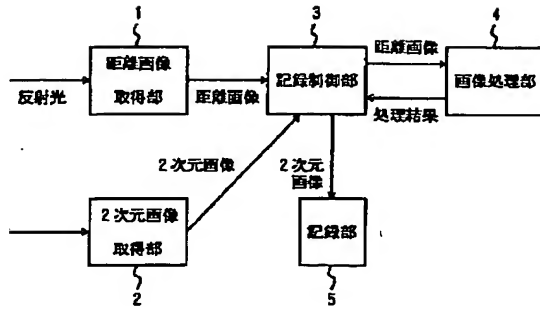 1
3
4
距離画像
取得部
記録制御部
距離画像
画像処理部
反射光
距離画像
処理結果
2次元画像
2次元
画像
2次元画像
取得部
記録部
2
5